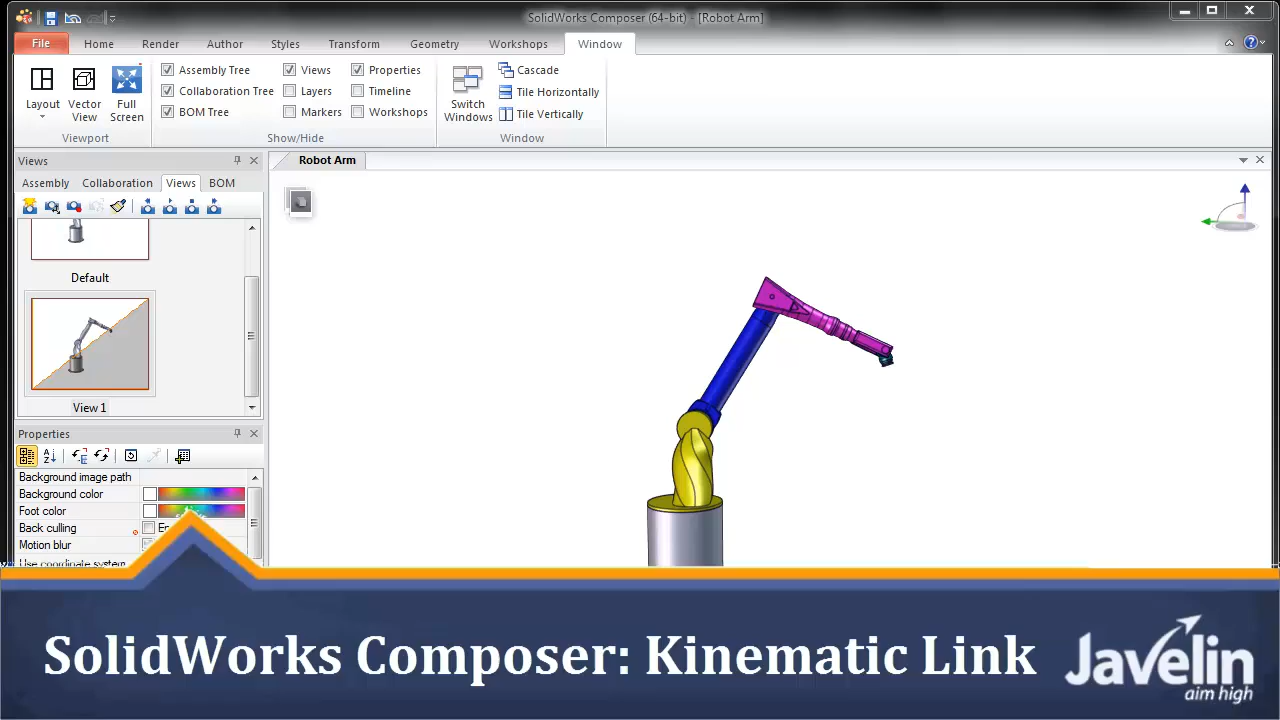 SolidWorks Composer (64-bit) - [Robot Arm]
File Home Render Author Styles Transform Geometry Workshops Window
Assembly Tree Views Properties Cascade
Collaboration Tree Layers Timeline Tile Horizontally
Layout Vector View Full Screen BOM Tree Markers Workshops Switch Windows Tile Vertically
Viewport Show/Hide Window
Views Robot Arm
Assembly Collaboration Views BOM
Default
View 1
Properties
Background image path
Background color
Foot color
Back culling
Motion blur
Use coordinate system
SolidWorks Composer: Kinematic Link
Javelin
aim high